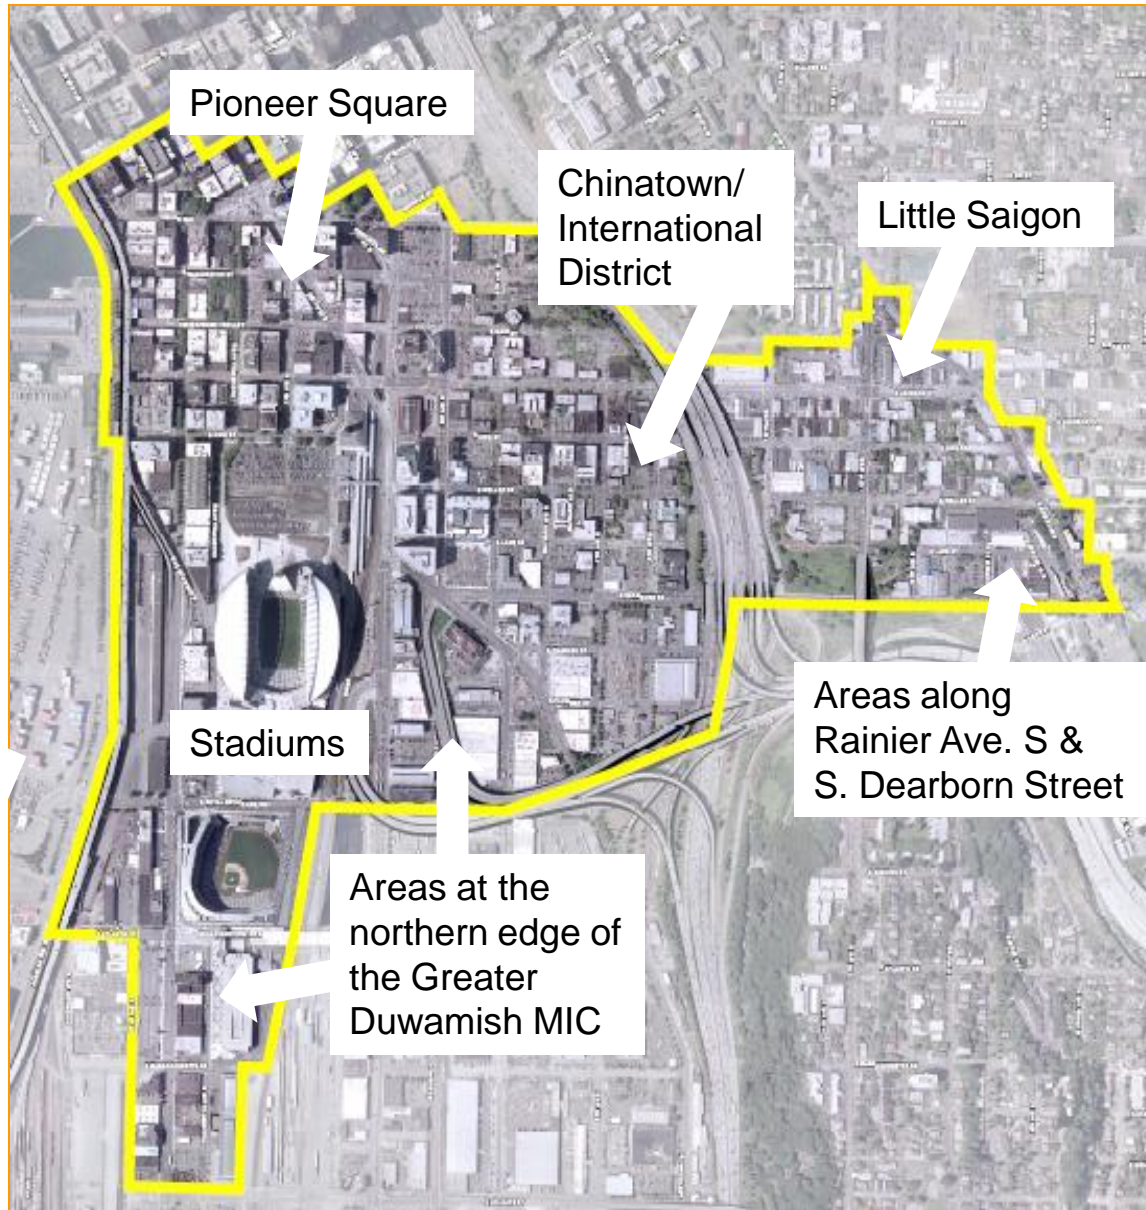 Pioneer Square
Chinatown/
International
District
Little Saigon
Stadiums
Areas along
Rainier Ave. S &
S. Dearborn Street
Areas at the
northern edge of
the Greater
Duwamish MIC